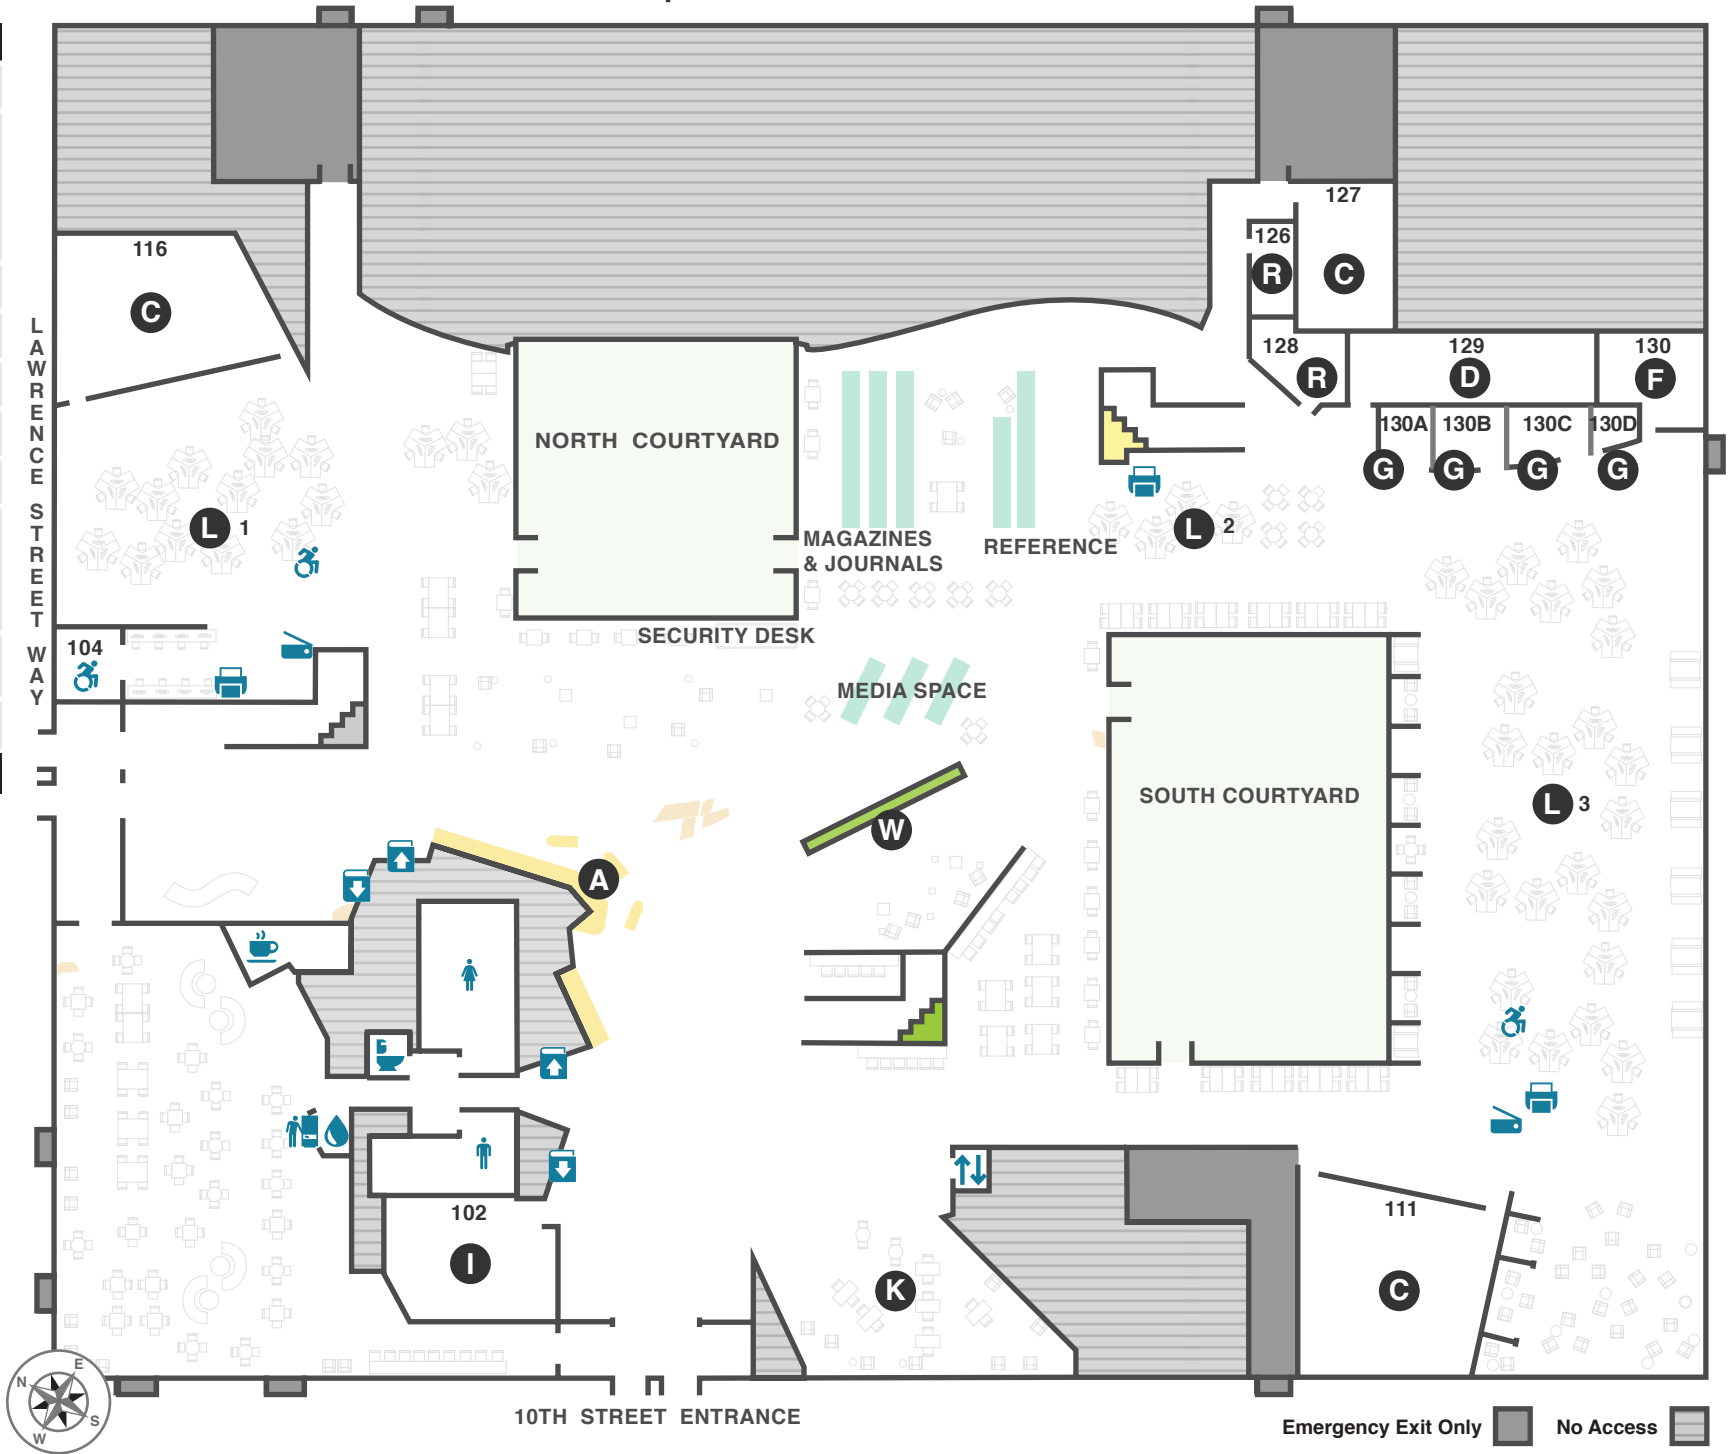 127
126
116
R
C
C
LAWRENCE STREET WAY
128
129
130
R
D
F
130A
130B
130C
130D
NORTH COURTYARD
G
G
G
G
L 1
L 2
MAGAZINES
& JOURNALS
REFERENCE
SECURITY DESK
104
MEDIA SPACE
SOUTH COURTYARD
L 3
W
A
102
111
I
K
C
E
N
S
W
10TH STREET ENTRANCE
Emergency Exit Only
No Access